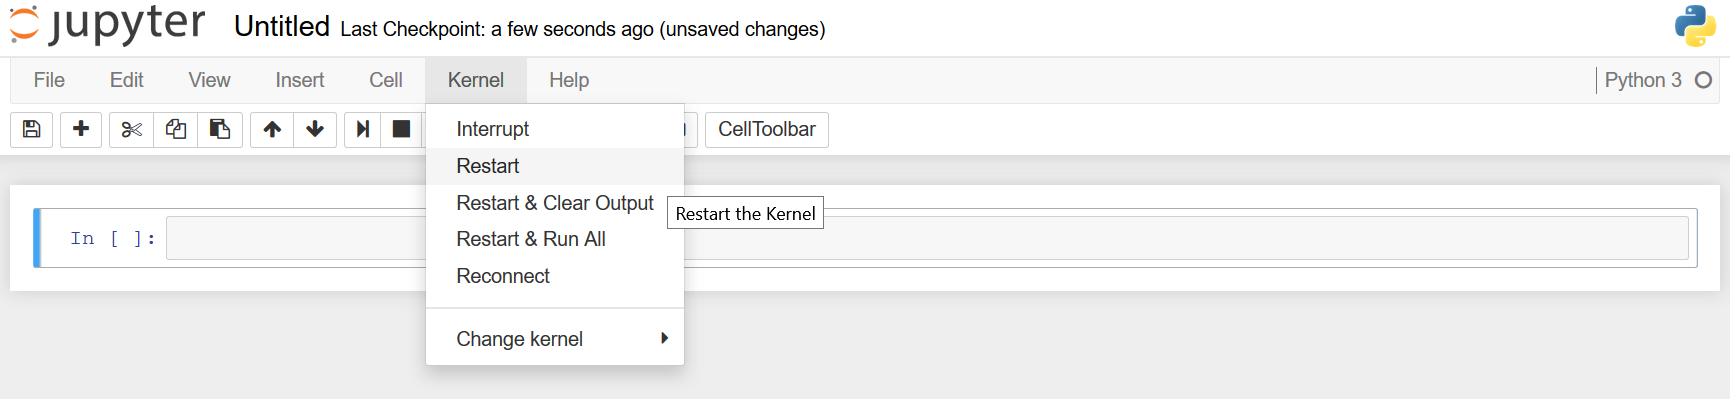 jupyter Untitled Last Checkpoint: a few seconds ago (unsaved changes)
File Edit View Insert Cell Kernel Help Python 3
CellToolbar
Interrupt
Restart
Restart & Clear Output
Restart the Kernel
Restart & Run All
In [ ]:
Reconnect
Change kernel